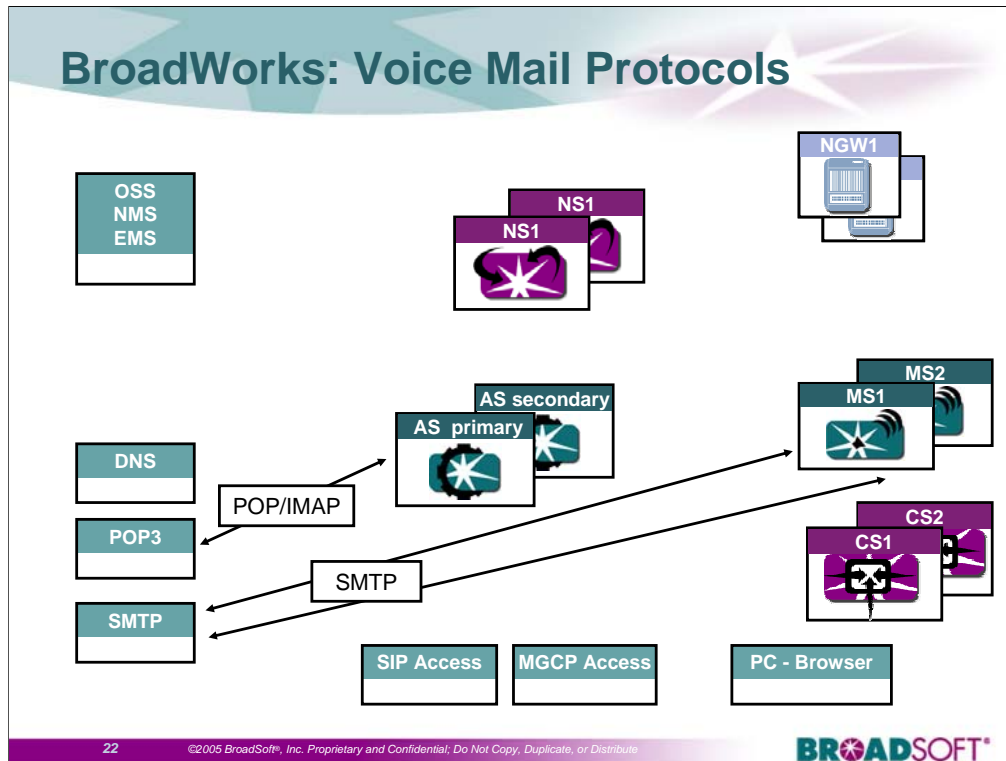 BroadWorks: Voice Mail Protocols
NGW1
OSS
NMS
EMS
NS1
NS1
MS2
MS1
AS secondary
AS primary
DNS
POP/IMAP
POP3
CS2
CS1
SMTP
SMTP
SIP Access
MGCP Access
PC - Browser
22
©2005 BroadSoft®, Inc. Proprietary and Confidential; Do Not Copy, Duplicate, or Distribute
BROADSOFT®